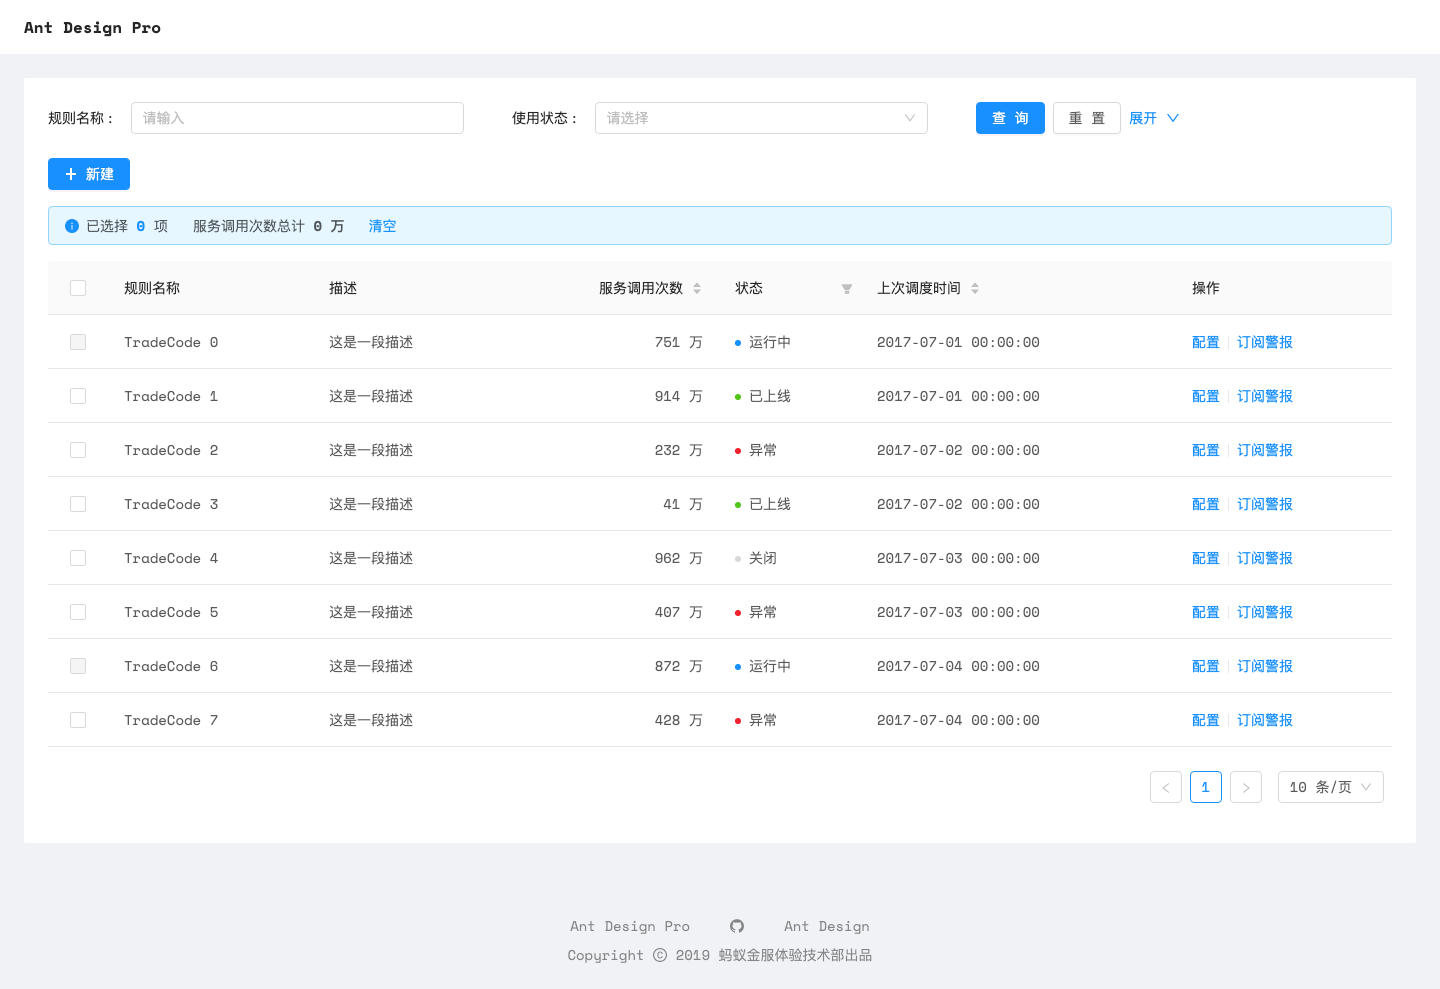 Ant Design Pro
规则名称： 请输入 使用状态： 请选择 查 询 重 置 展开
新建
已选择 0 项 服务调用次数总计 0 万 清空
规则名称 描述 服务调用次数 状态 上次调度时间 操作
TradeCode 0 这是一段描述 751 万 运行中 2017-07-01 00:00:00 配置 订阅警报
TradeCode 1 这是一段描述 914 万 已上线 2017-07-01 00:00:00 配置 订阅警报
TradeCode 2 这是一段描述 232 万 异常 2017-07-02 00:00:00 配置 订阅警报
TradeCode 3 这是一段描述 41 万 已上线 2017-07-02 00:00:00 配置 订阅警报
TradeCode 4 这是一段描述 962 万 关闭 2017-07-03 00:00:00 配置 订阅警报
TradeCode 5 这是一段描述 407 万 异常 2017-07-03 00:00:00 配置 订阅警报
TradeCode 6 这是一段描述 872 万 运行中 2017-07-04 00:00:00 配置 订阅警报
TradeCode 7 这是一段描述 428 万 异常 2017-07-04 00:00:00 配置 订阅警报
1 10 条/页
Ant Design Pro Ant Design
Copyright © 2019 蚂蚁金服体验技术部出品